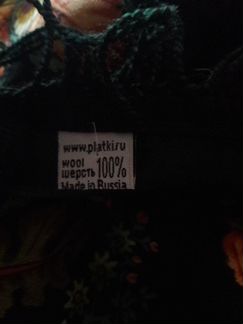 www.platki.ru
wool 100%
шерсть
Made in Russia